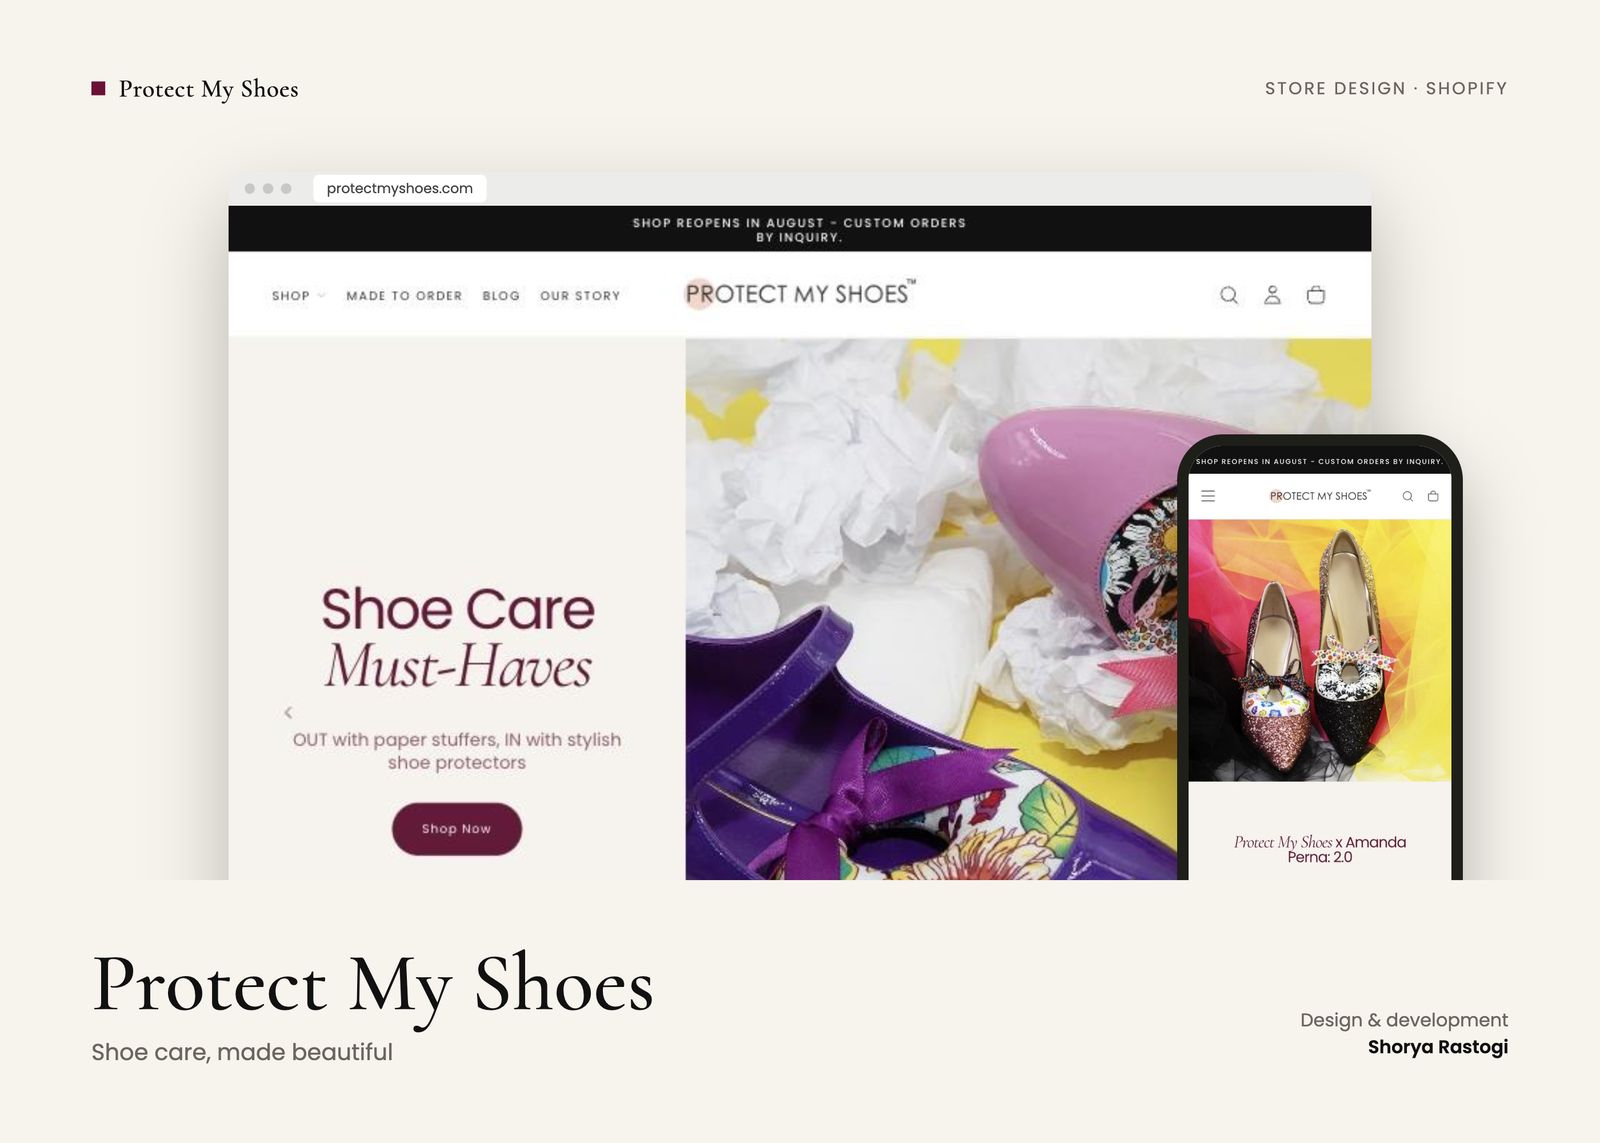 Protect My Shoes
STORE DESIGN · SHOPIFY
protectmyshoes.com
SHOP REOPENS IN AUGUST - CUSTOM ORDERS
BY INQUIRY.
SHOP
MADE TO ORDER
BLOG
OUR STORY
PROTECT MY SHOES™
Shoe Care
Must-Haves
OUT with paper stuffers, IN with stylish
shoe protectors
Shop Now
SHOP REOPENS IN AUGUST - CUSTOM ORDERS BY INQUIRY.
PROTECT MY SHOES™
Protect My Shoes x Amanda
Perna: 2.0
Protect My Shoes
Shoe care, made beautiful
Design & development
Shorya Rastogi